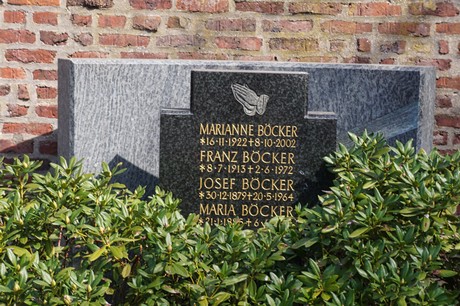 MARIANNE BÖCKER
*16·11·1922+8·10·2002
FRANZ BÖCKER
*8·7·1913+2·6·1972
JOSEF BÖCKER
*30·12·1879+20·5·1964
MARIA BÖCKER